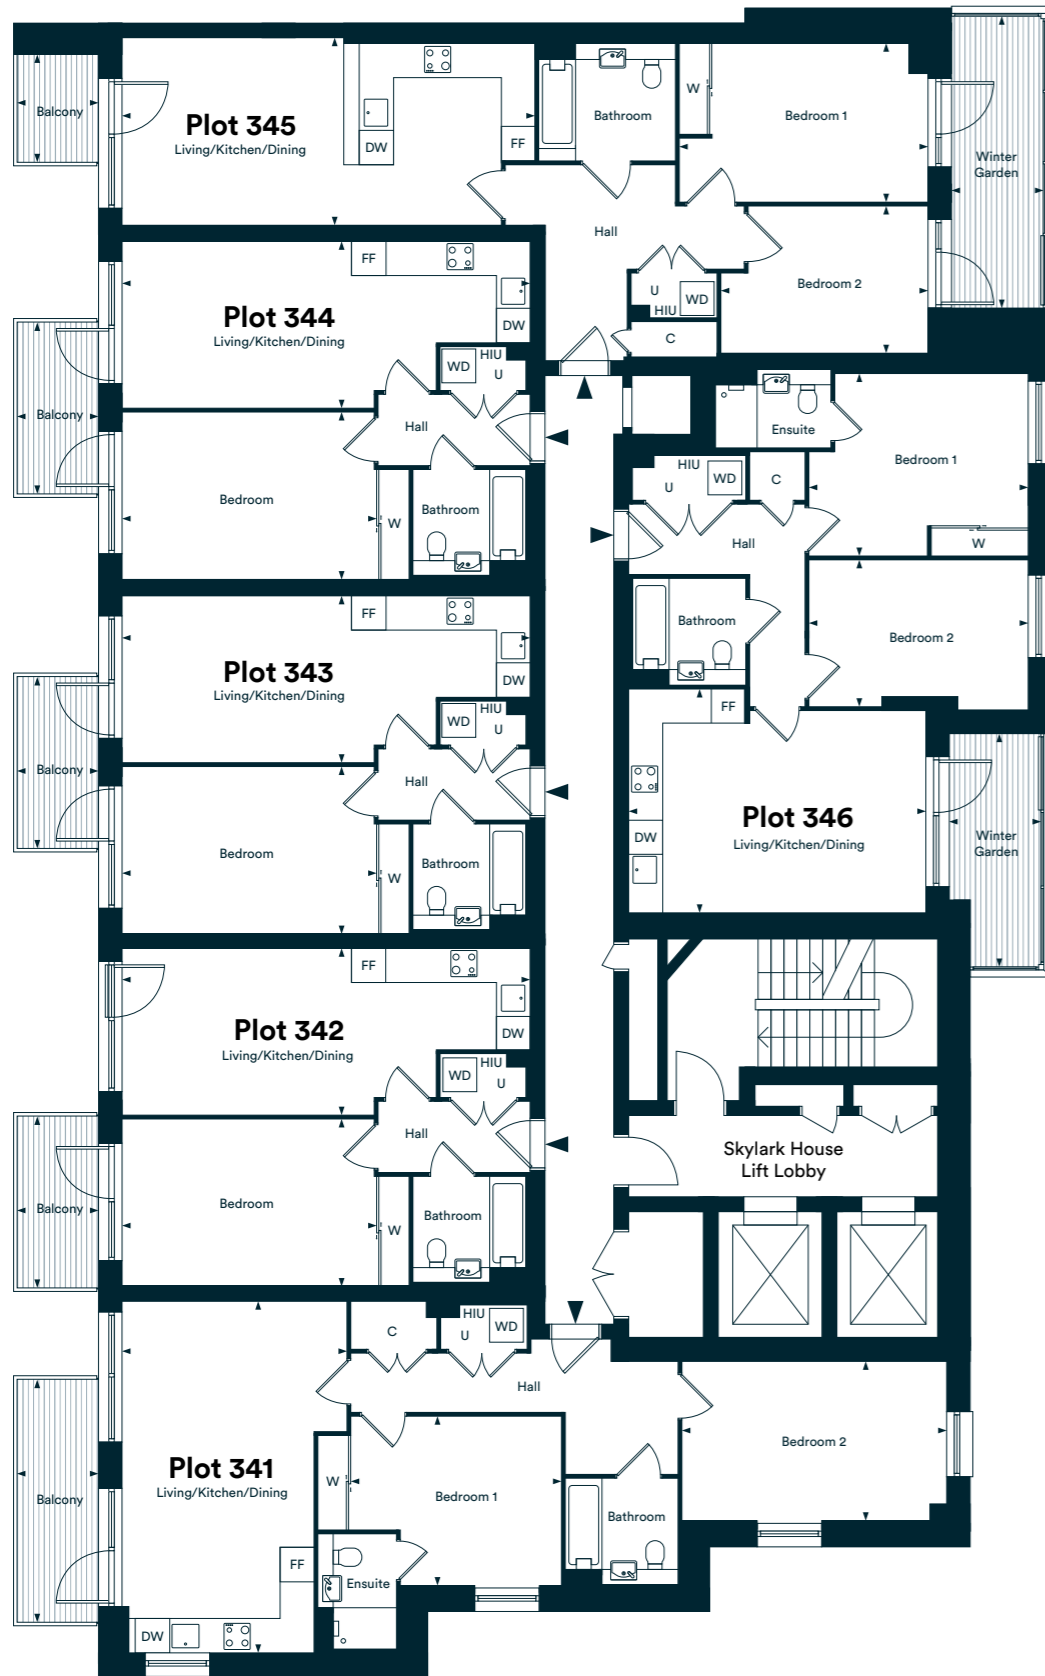 Balcony
Plot 345
Living/Kitchen/Dining
DW
FF
Bathroom
W
Bedroom 1
Winter
Garden
Hall
Bedroom 2
U
HIU
WD
C
Plot 344
Living/Kitchen/Dining
FF
DW
WD
HIU
U
Balcony
Hall
Bedroom
W
Bathroom
Ensuite
Bedroom 1
HIU
U
WD
C
Hall
W
Bathroom
Bedroom 2
Plot 343
Living/Kitchen/Dining
FF
DW
WD
HIU
U
Balcony
Hall
Bedroom
W
Bathroom
FF
Plot 346
Living/Kitchen/Dining
DW
Winter
Garden
Plot 342
Living/Kitchen/Dining
FF
DW
WD
HIU
U
Hall
Balcony
Bedroom
W
Bathroom
Skylark House
Lift Lobby
C
HIU
U
WD
Hall
Plot 341
Living/Kitchen/Dining
Balcony
W
Bedroom 1
Bedroom 2
Bathroom
FF
Ensuite
DW